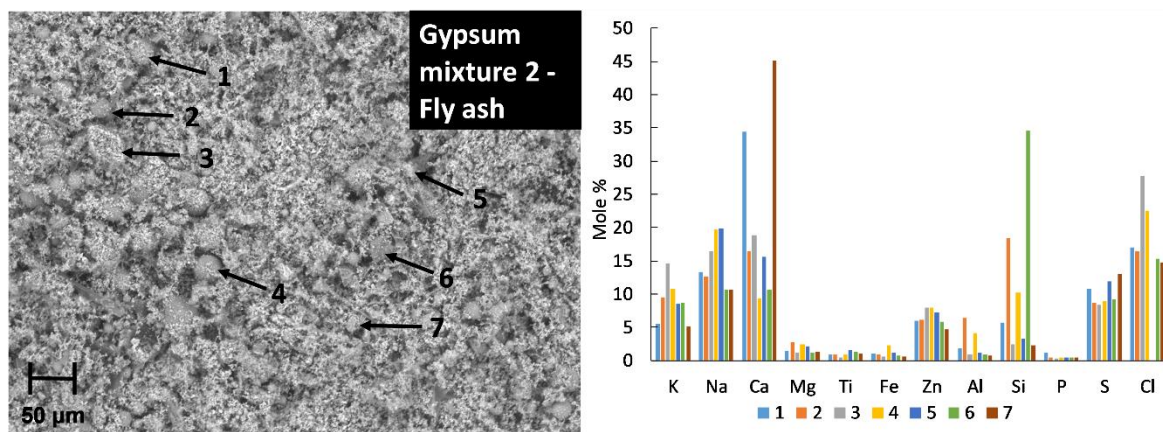 Gypsum
mixture 2 -
Fly ash
1
2
3
4
5
6
7
50 µm
50
45
40
35
30
25
20
15
10
5
0
Mole %
K Na Ca Mg Ti Fe Zn Al Si P S Cl
1 2 3 4 5 6 7